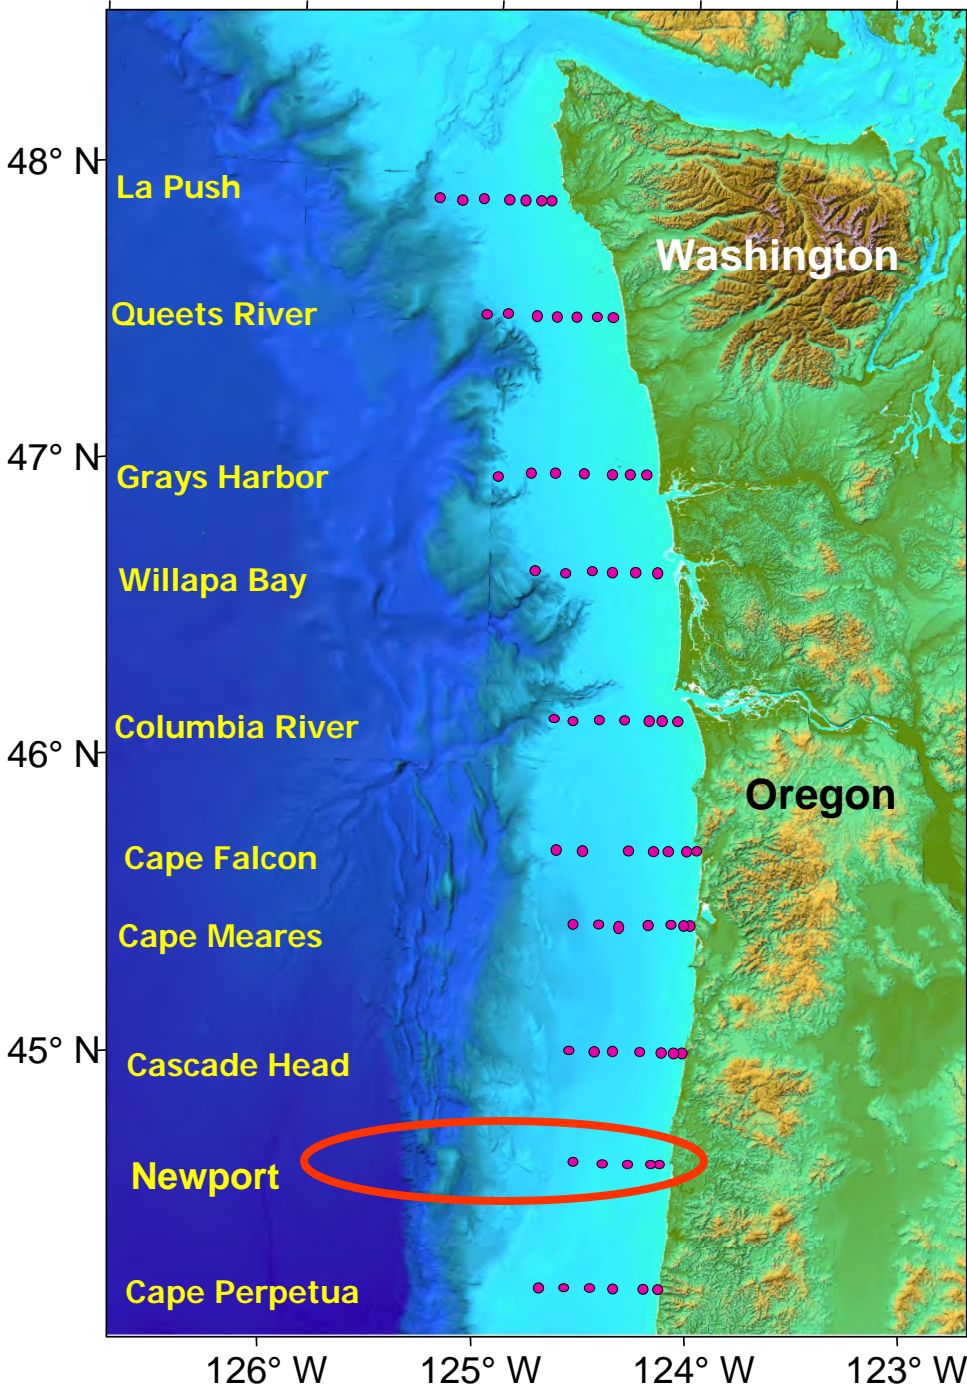 48° N
La Push
Washington
Queets River
47° N
Grays Harbor
Willapa Bay
Columbia River
46° N
Oregon
Cape Falcon
Cape Meares
45° N
Cascade Head
Newport
Cape Perpetua
126° W
125° W
124° W
123° W